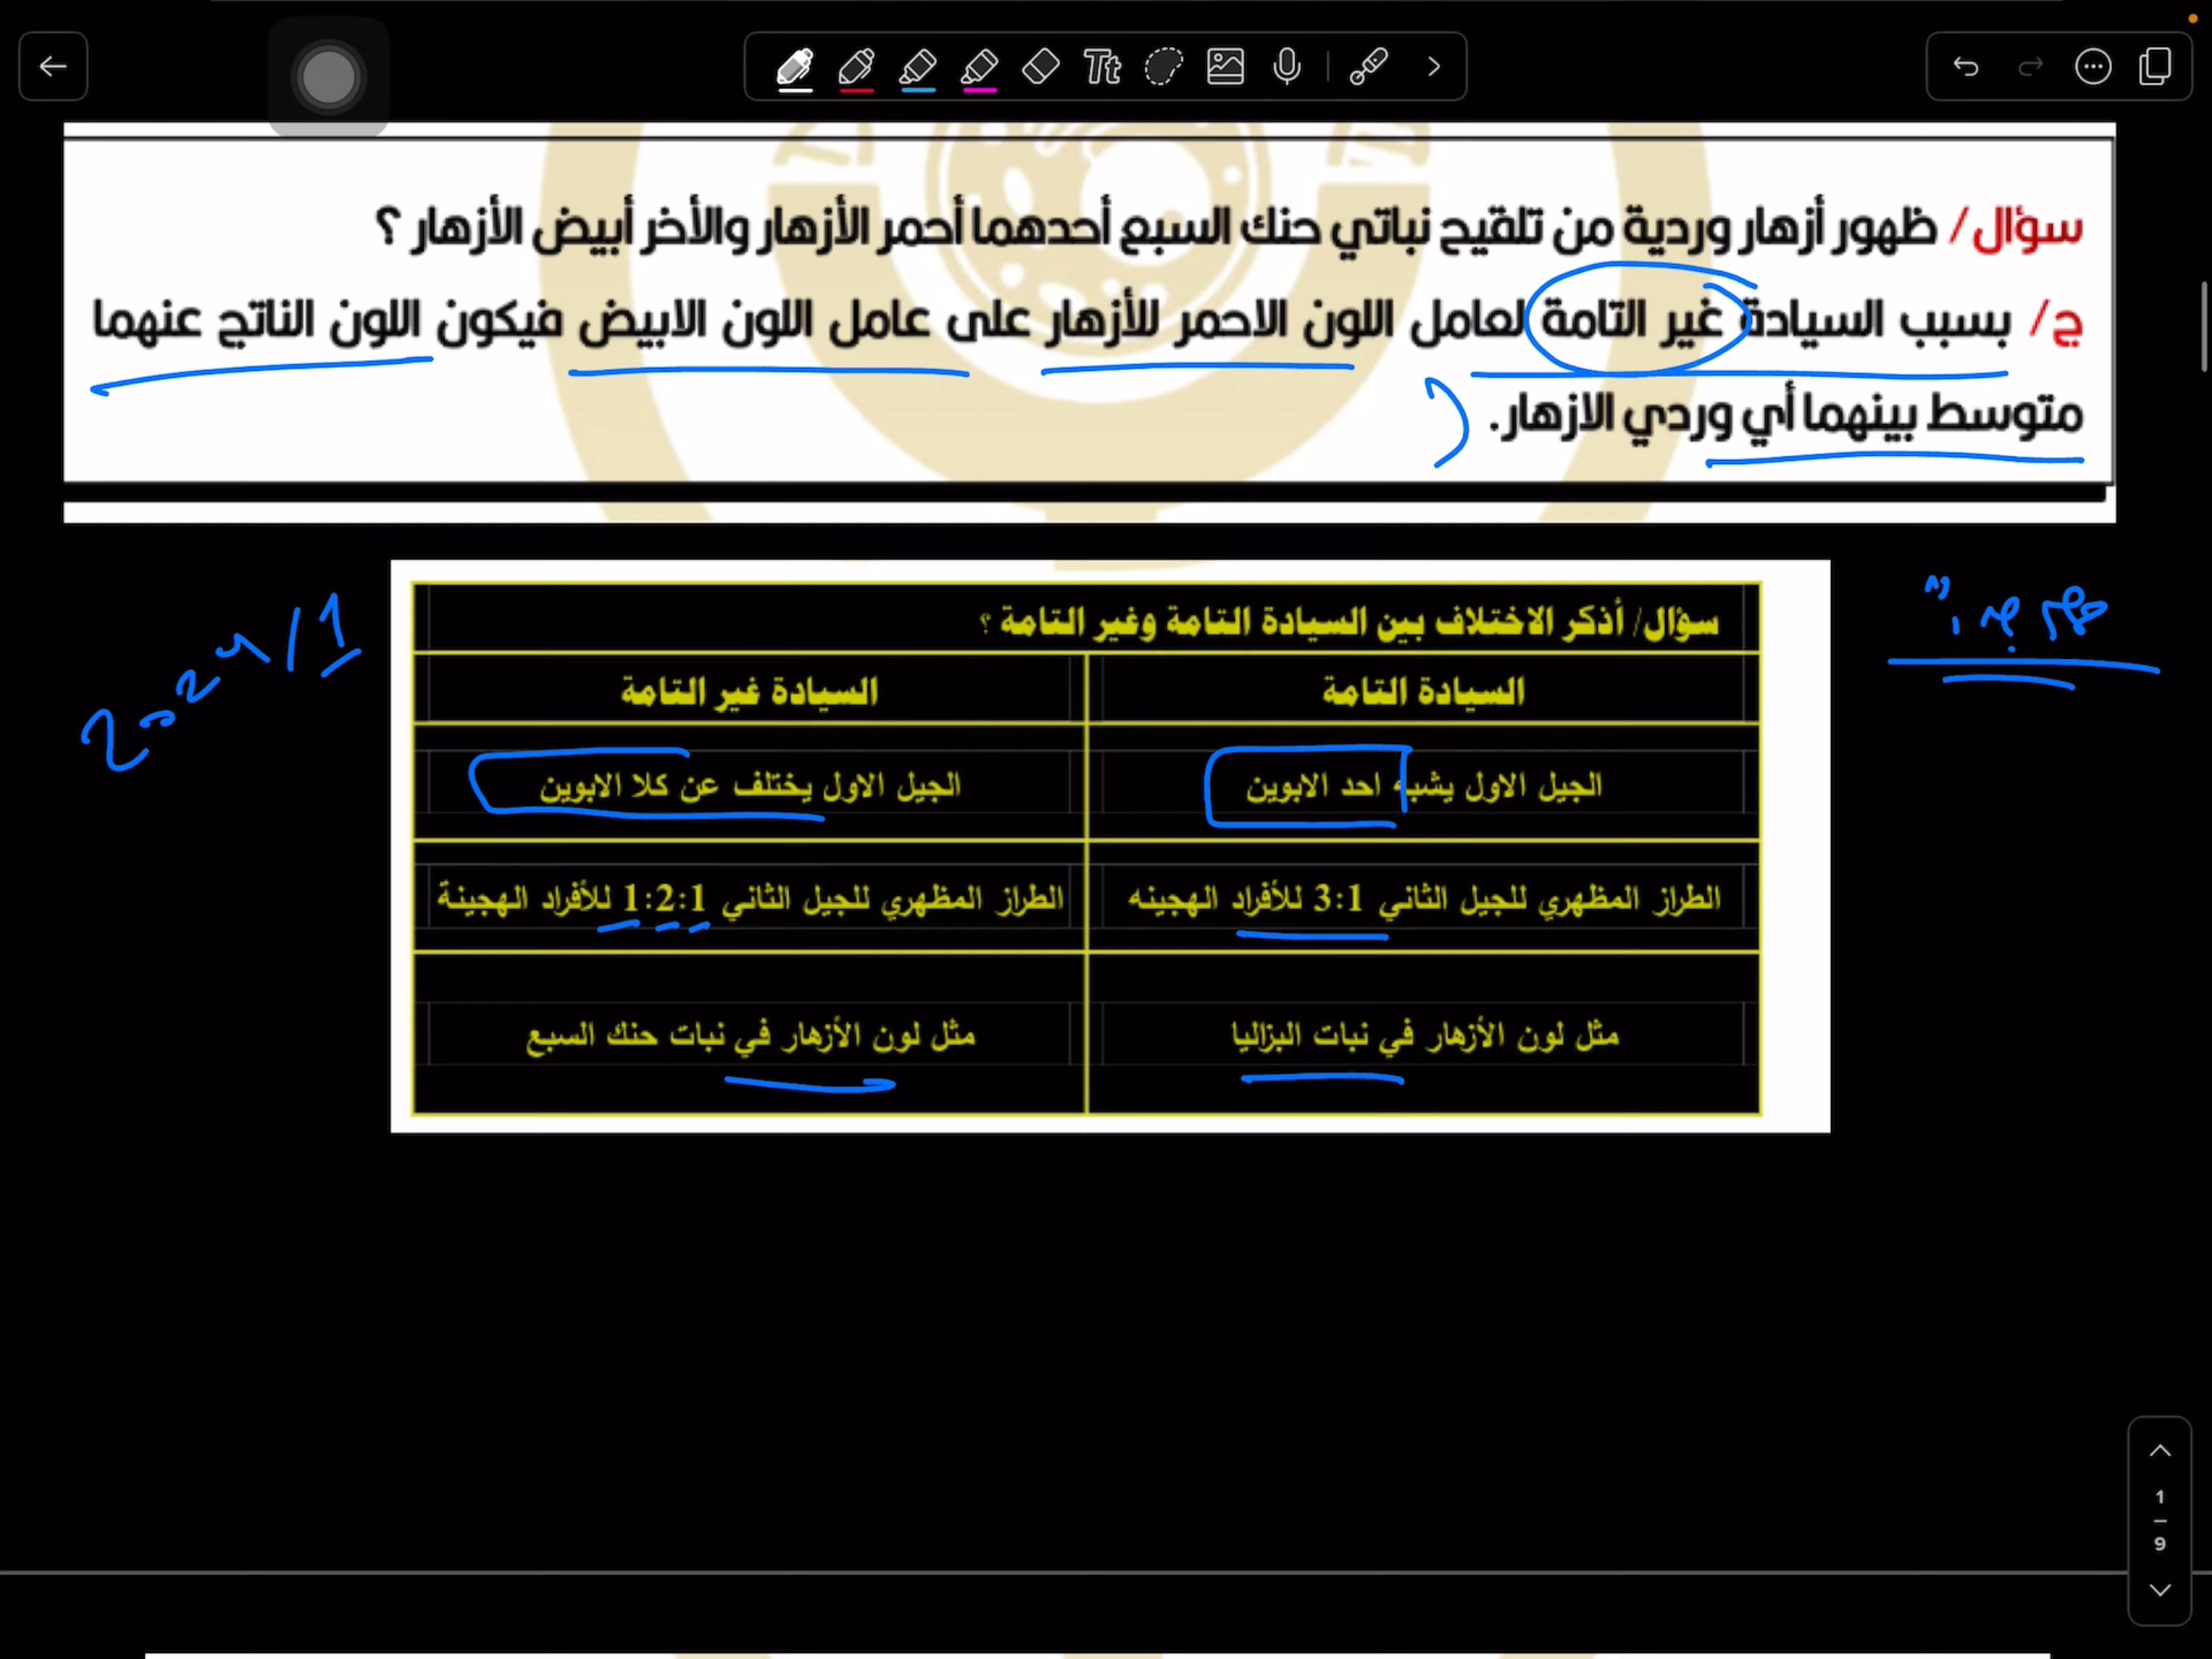 Tt
سؤال/ ظهور أزهار وردية من تلقيح نباتي حنك السبع أحدهما أحمر الأزهار والأخر أبيض الأزهار ؟
ج/ بسبب السيادة غير التامة لعامل اللون الاحمر للأزهار على عامل اللون الابيض فيكون اللون الناتج عنهما
متوسط بينهما أي وردي الازهار.
سؤال/ أذكر الاختلاف بين السيادة التامة وغير التامة ؟
السيادة التامة
السيادة غير التامة
الجيل الاول يشبه احد الابوين
الجيل الاول يختلف عن كلا الابوين
الطراز المظهري للجيل الثاني 3:1 للأفراد الهجينه
الطراز المظهري للجيل الثاني 1:2:1 للأفراد الهجينة
مثل لون الأزهار في نبات البزاليا
مثل لون الأزهار في نبات حنك السبع
2024/1
1
9